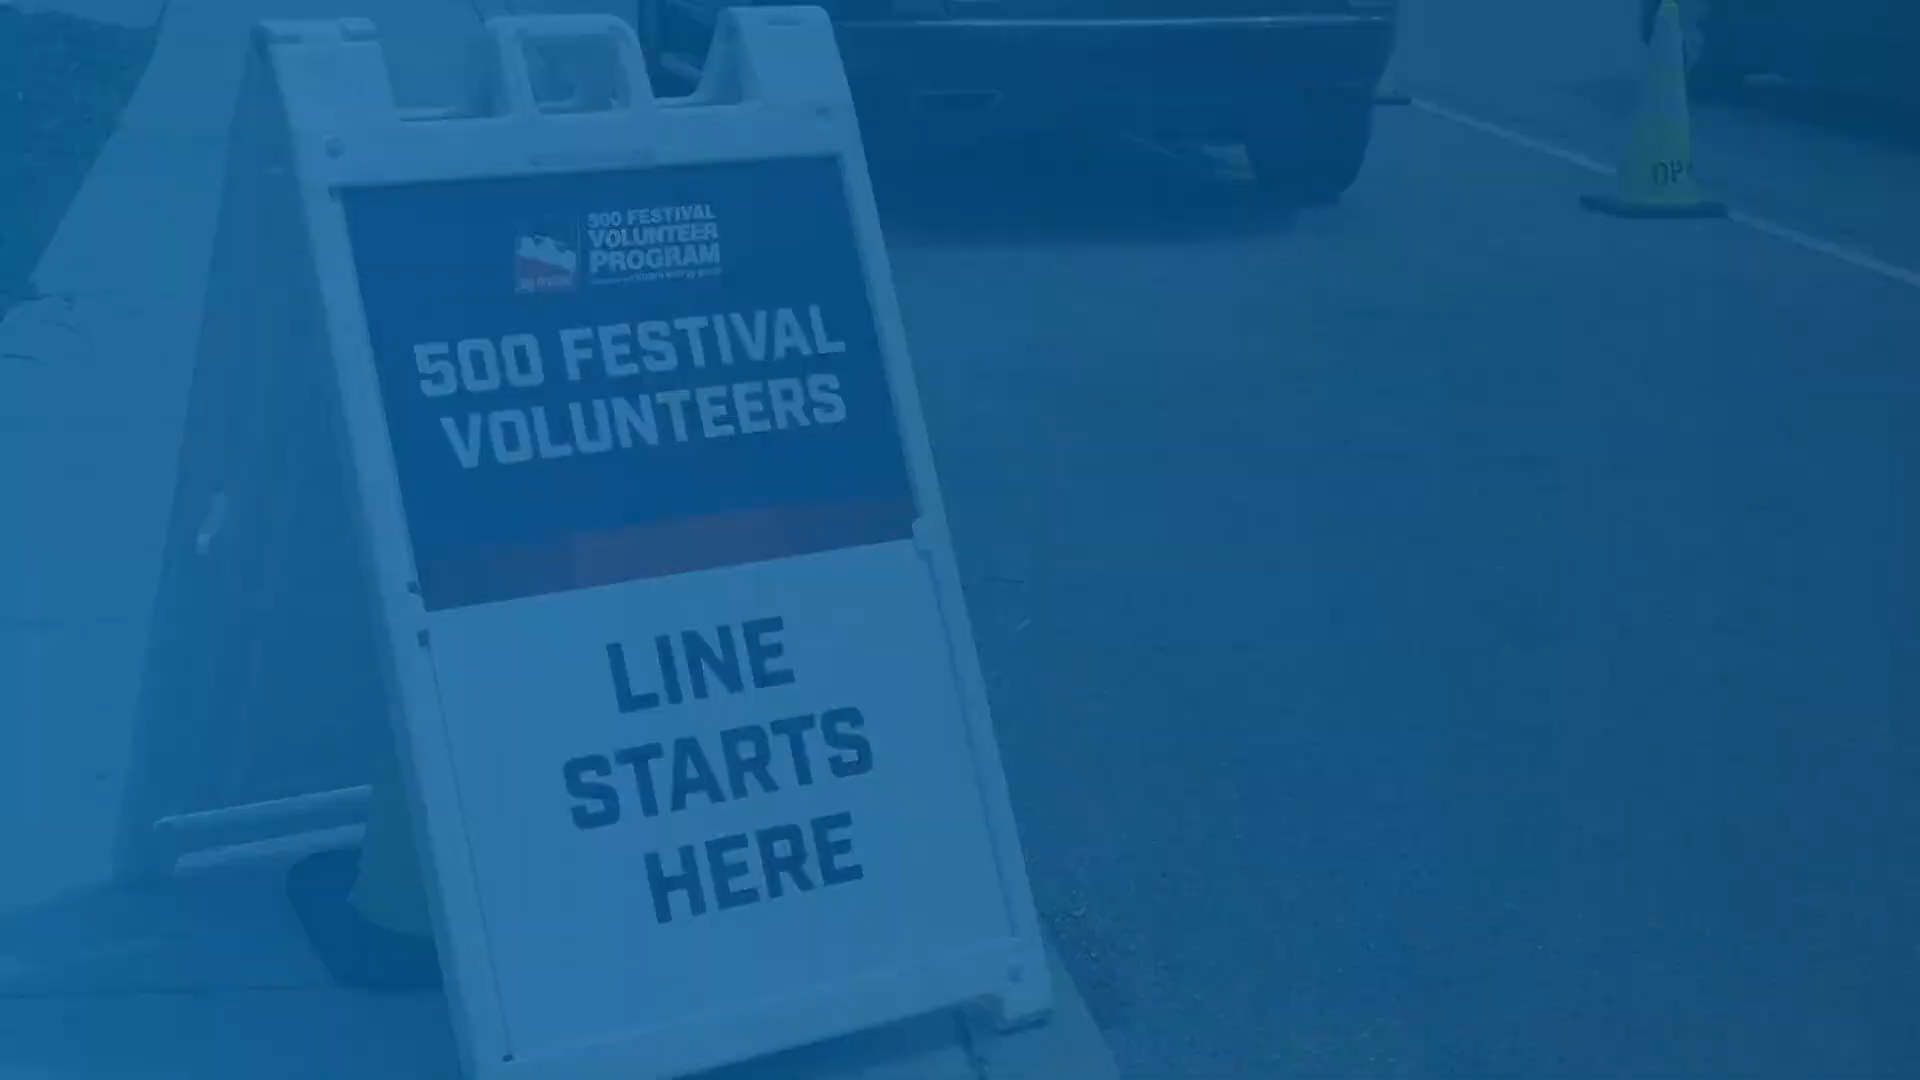 500 FESTIVAL
VOLUNTEER
PROGRAM
500 FESTIVAL
VOLUNTEERS
LINE
STARTS
HERE